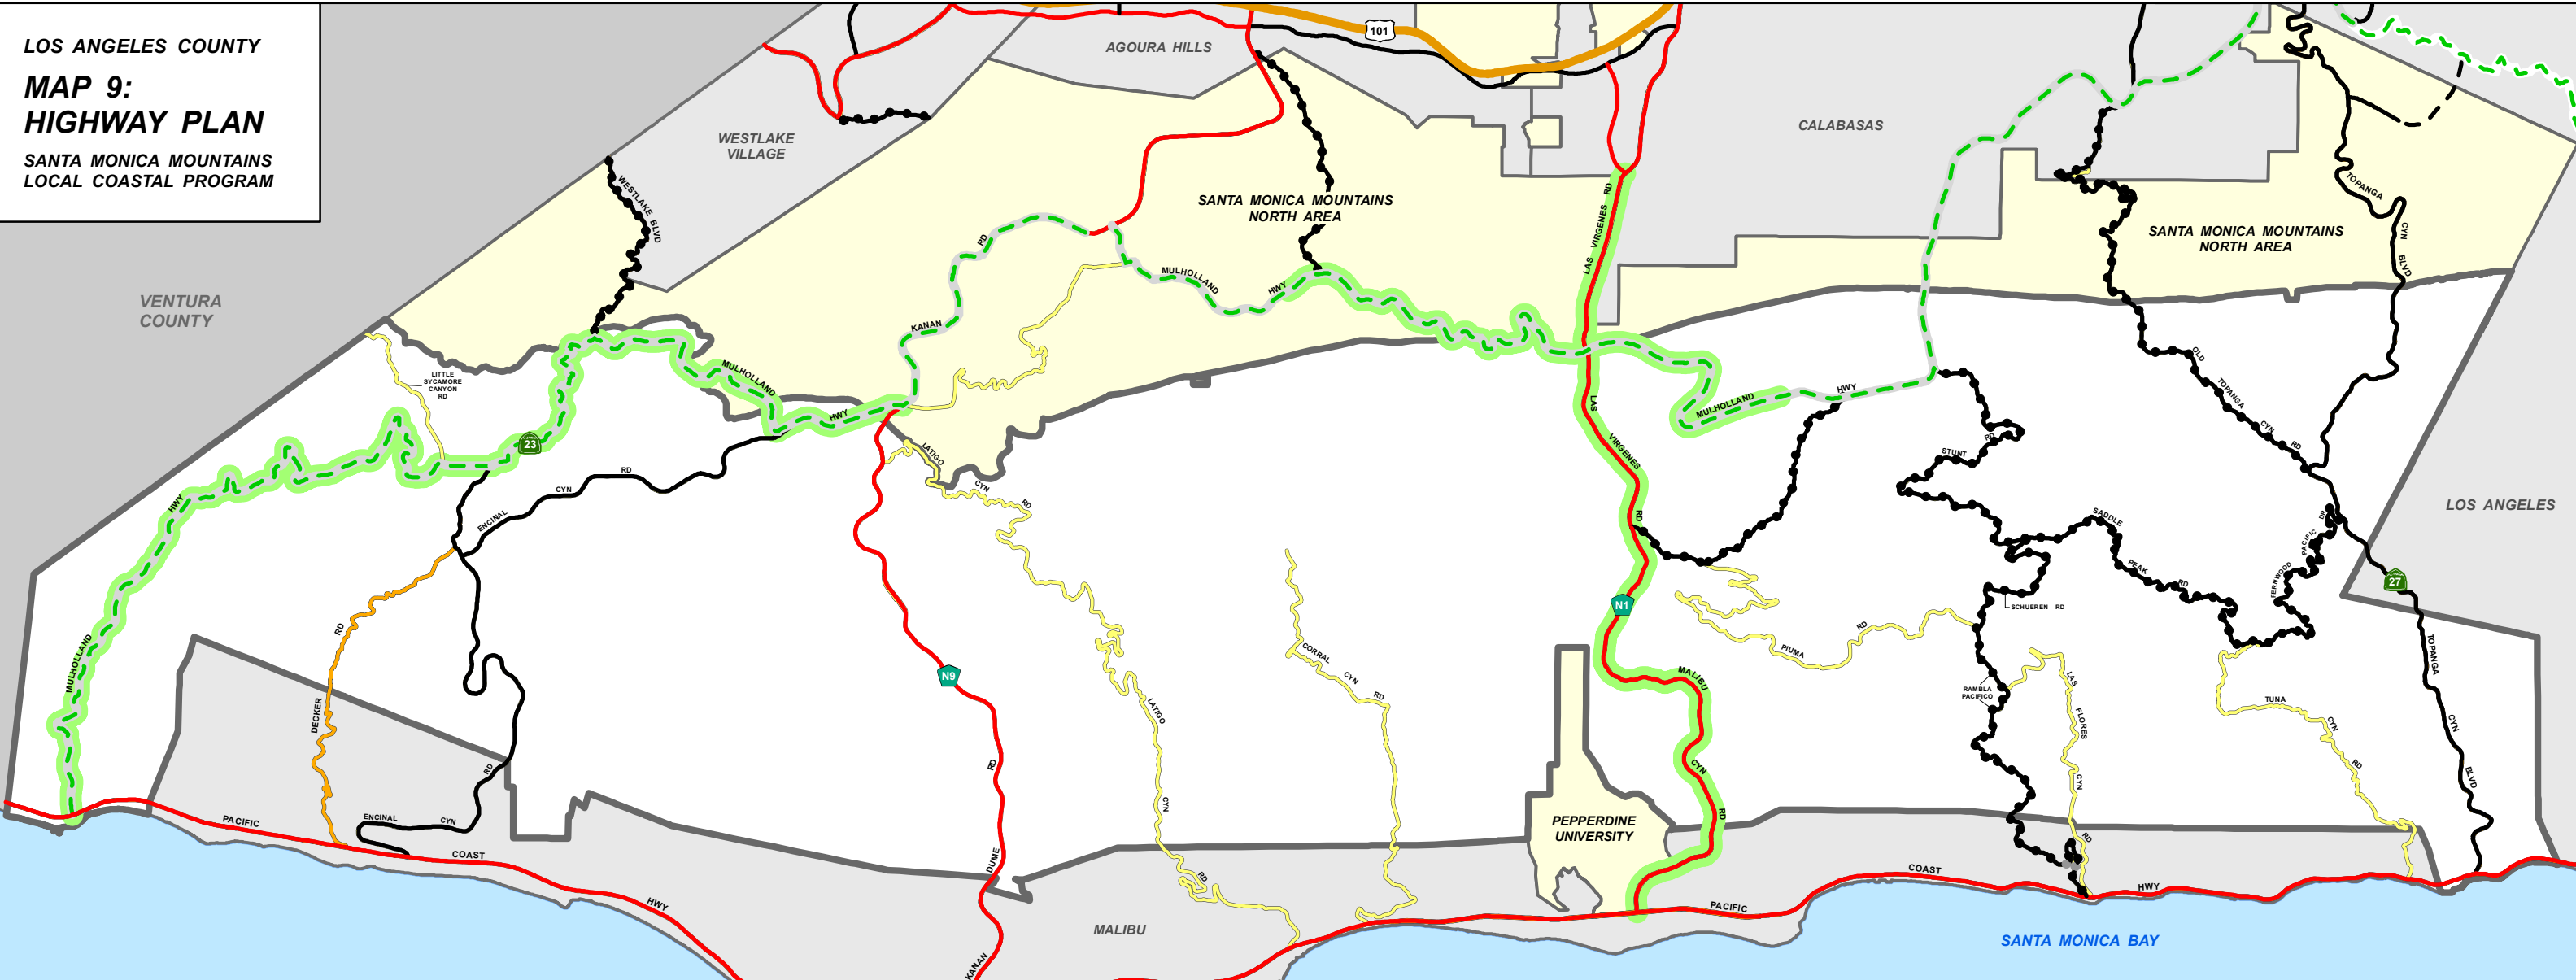 LOS ANGELES COUNTY
MAP 9:
HIGHWAY PLAN
SANTA MONICA MOUNTAINS
LOCAL COASTAL PROGRAM
101
AGOURA HILLS
WESTLAKE
VILLAGE
CALABASAS
WESTLAKE BLVD
SANTA MONICA MOUNTAINS
NORTH AREA
LAS VIRGENES RD
TOPANGA CYN BLVD
SANTA MONICA MOUNTAINS
NORTH AREA
VENTURA
COUNTY
KANAN RD
MULHOLLAND HWY
LITTLE
SYCAMORE
CANYON
RD
MULHOLLAND HWY
23
MULHOLLAND HWY
OLD TOPANGA CYN RD
LAS VIRGENES RD
STUNT RD
LATIGO CYN RD
ENCINAL CYN RD
HWY
MULHOLLAND
SADDLE PEAK RD
FERNWOOD PACIFIC DR
LOS ANGELES
27
N1
SCHUEREN RD
PIUMA RD
CORRAL CYN RD
MALIBU CYN RD
RAMBLA
PACIFICO
LAS FLORES CYN RD
TUNA CYN RD
TOPANGA CYN BLVD
N9
DECKER RD
LATIGO CYN RD
RD
ENCINAL CYN
KANAN DUME RD
PEPPERDINE
UNIVERSITY
PACIFIC COAST HWY
PACIFIC COAST HWY
MALIBU
SANTA MONICA BAY